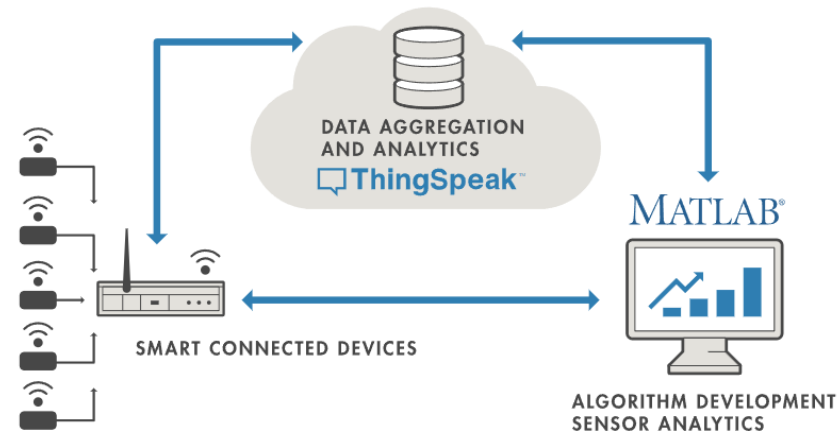 DATA AGGREGATION
AND ANALYTICS
ThingSpeak™
MATLAB®
SMART CONNECTED DEVICES
ALGORITHM DEVELOPMENT
SENSOR ANALYTICS